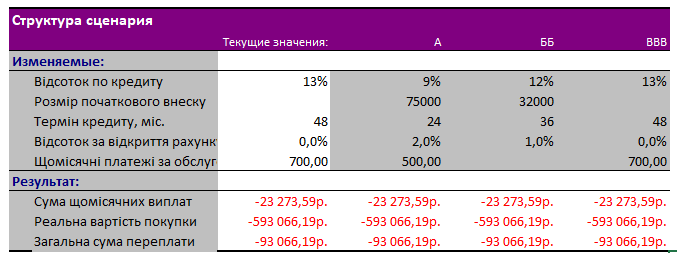 Структура сценария
Текущие значения: А ББ ВВВ
Изменяемые:
Відсоток по кредиту 13% 9% 12% 13%
Розмір початкового внеску 75000 32000
Термін кредиту, міс. 48 24 36 48
Відсоток за відкриття рахунк 0,0% 2,0% 1,0% 0,0%
Щомісячні платежі за обслуг 700,00 500,00 700,00
Результат:
Сума щомісячних виплат -23 273,59р. -23 273,59р. -23 273,59р. -23 273,59р.
Реальна вартість покупки -593 066,19р. -593 066,19р. -593 066,19р. -593 066,19р.
Загальна сума переплати -93 066,19р. -93 066,19р. -93 066,19р. -93 066,19р.